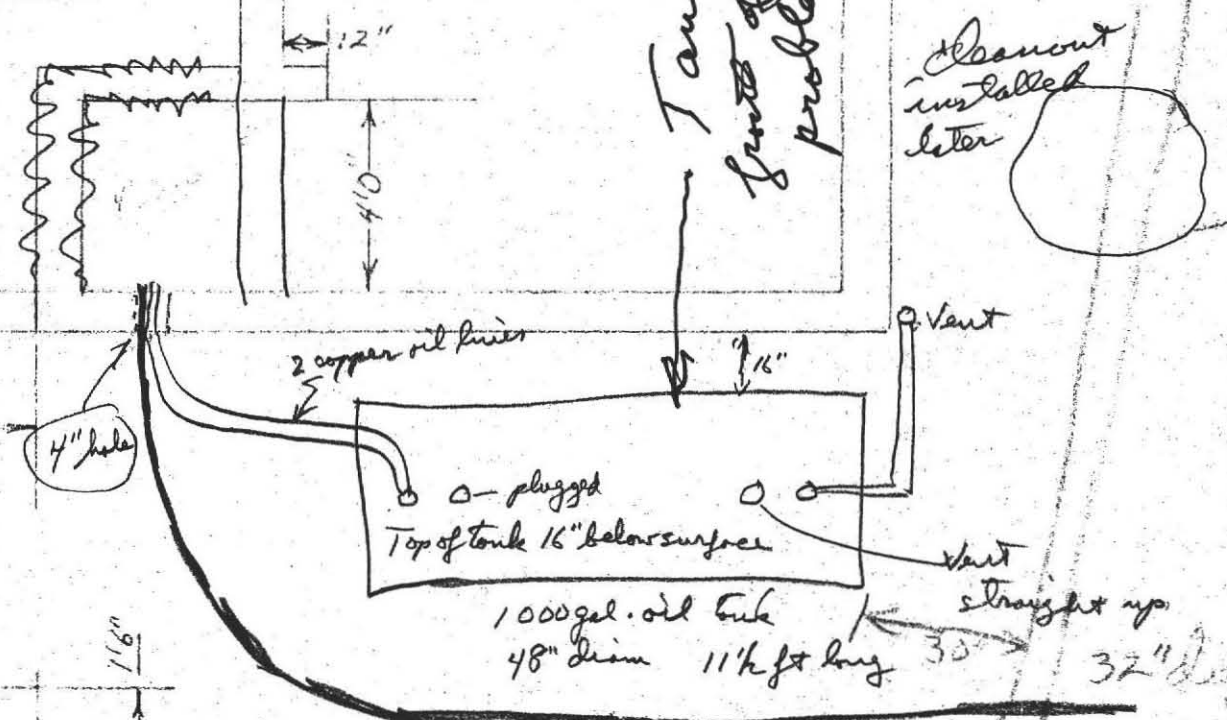 12"
cleanout
installed
later
4'0"
Vent
2 copper oil lines
16"
4" hole
plugged
Top of tank 16" below surface
Vent
straight up
1000 gal. oil tank
48" diam 11½ ft long
30"
32"
1'6"